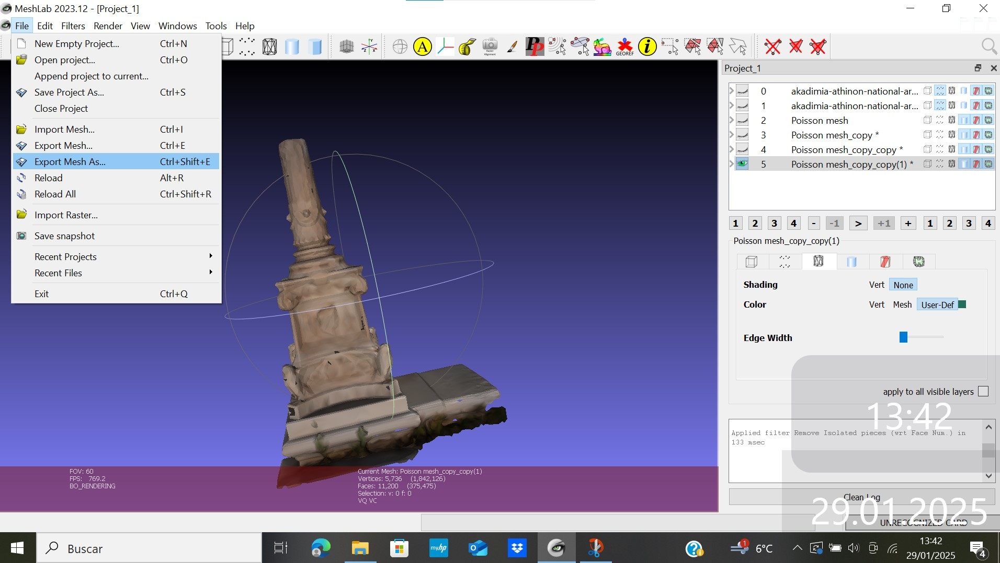 MeshLab 2023.12 - [Project_1]
File Edit Filters Render View Windows Tools Help
New Empty Project... Ctrl+N
Open project... Ctrl+O
Append project to current...
Save Project As... Ctrl+S
Close Project
Import Mesh... Ctrl+I
Export Mesh... Ctrl+E
Export Mesh As... Ctrl+Shift+E
Reload Alt+R
Reload All Ctrl+Shift+R
Import Raster...
Save snapshot
Recent Projects
Recent Files
Exit Ctrl+Q
A
Y
Z X
Raster
Alignment
PP
GEOREF
i
Project_1
0 akadimia-athinon-national-ar...
1 akadimia-athinon-national-ar...
2 Poisson mesh
3 Poisson mesh_copy *
4 Poisson mesh_copy_copy *
5 Poisson mesh_copy_copy(1) *
1 2 3 4 - -1 > +1 + 1 2 3 4
Poisson mesh_copy_copy(1)
Shading Vert None
Color Vert Mesh User-Def
Edge Width
apply to all visible layers
13:42
Applied filter Remove Isolated pieces (wrt Face Num.) in
133 msec
Clean Log
29.01.2025
UNRECOGNIZED CARD
FOV: 60
FPS: 769.2
BO_RENDERING
Current Mesh: Poisson mesh_copy_copy(1)
Vertices: 5,736 (1,842,126)
Faces: 11,200 (375,475)
Selection: v: 0 f: 0
VQ VC
Buscar
myhp
1
6°C
13:42
29/01/2025
4